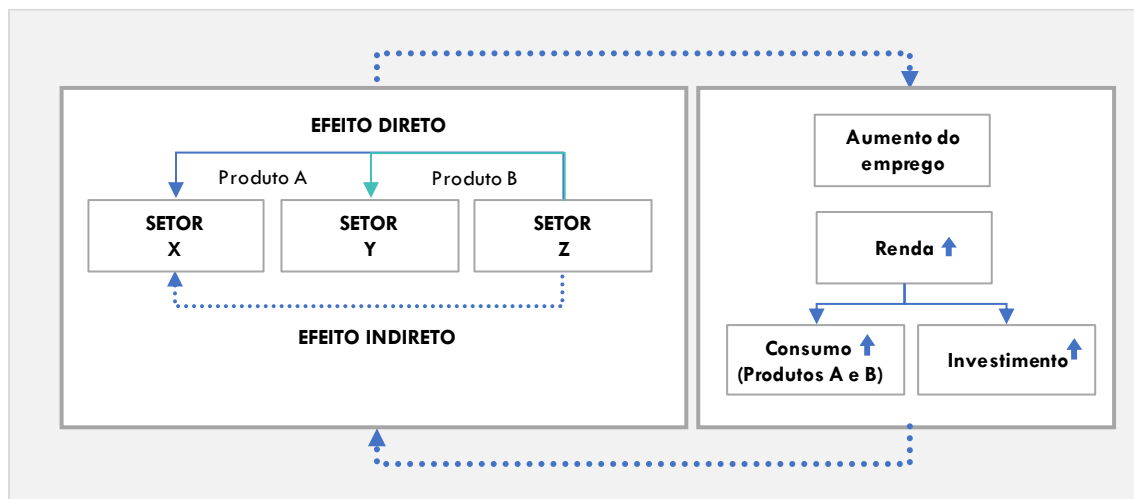 EFEITO DIRETO
Produto A
Produto B
SETOR
X
SETOR
Y
SETOR
Z
EFEITO INDIRETO
Aumento do
emprego
Renda
Consumo
(Produtos A e B)
Investimento